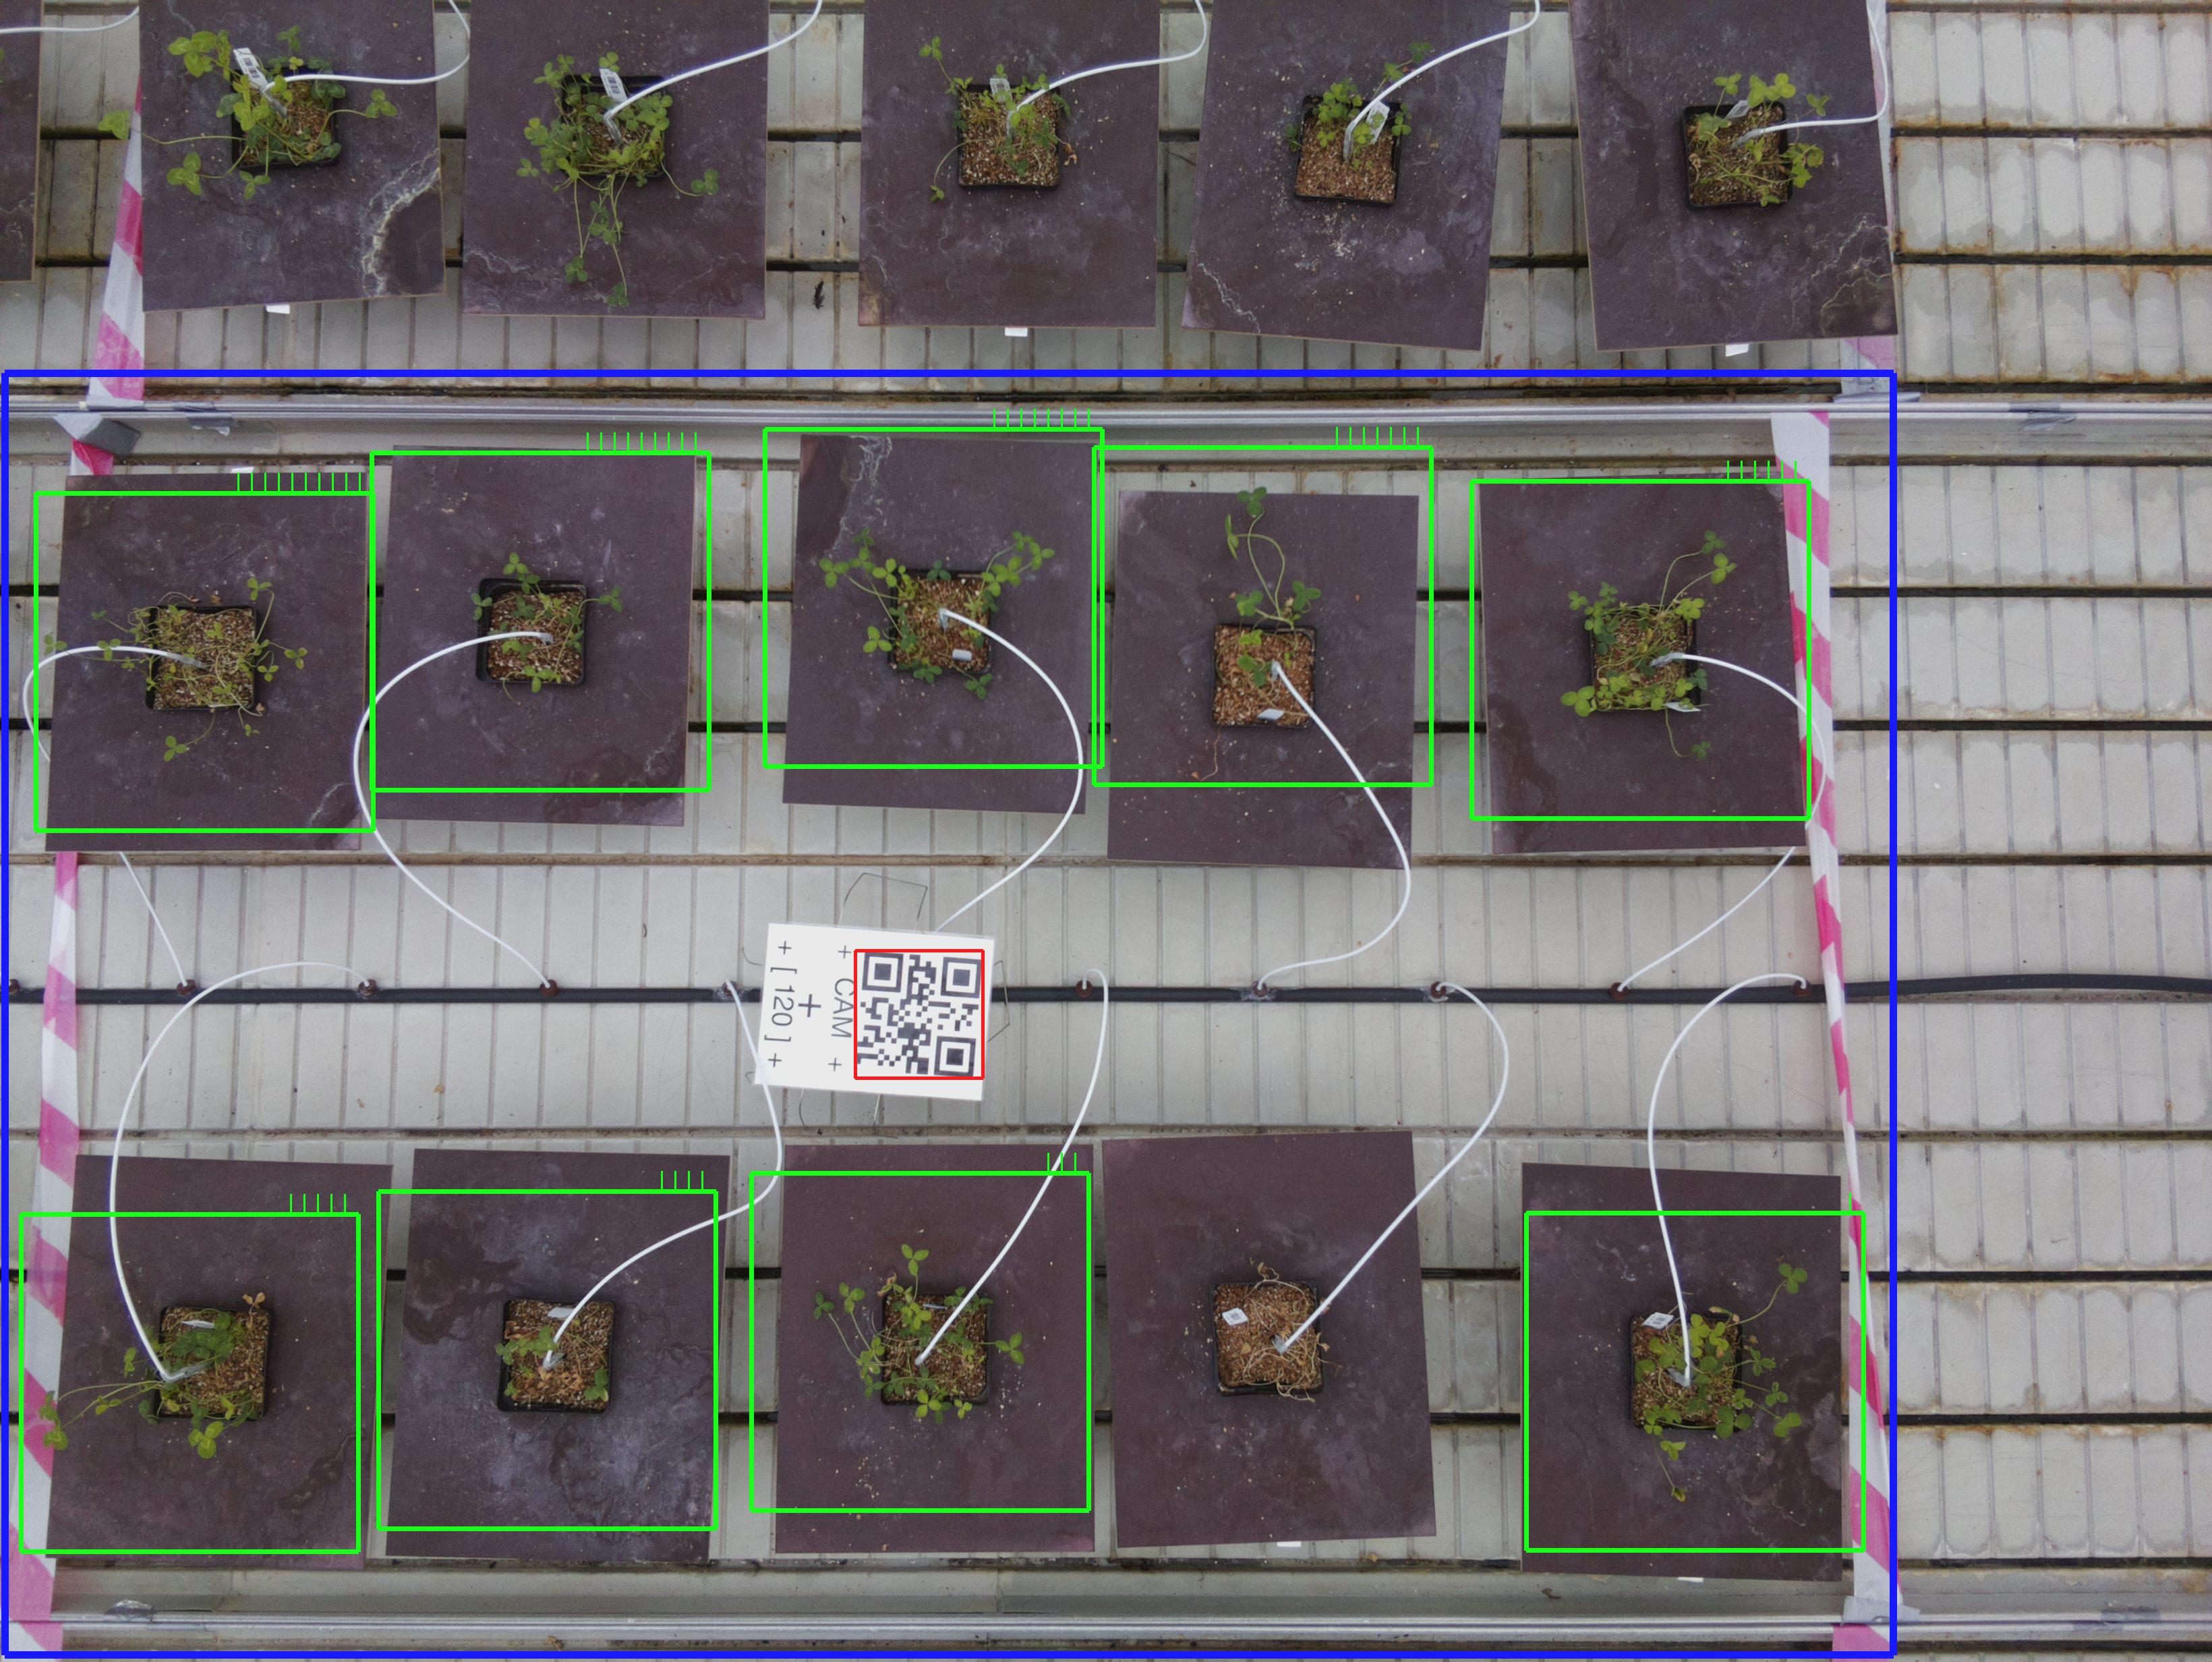 + CAM +
+ [ 120 ] +
+